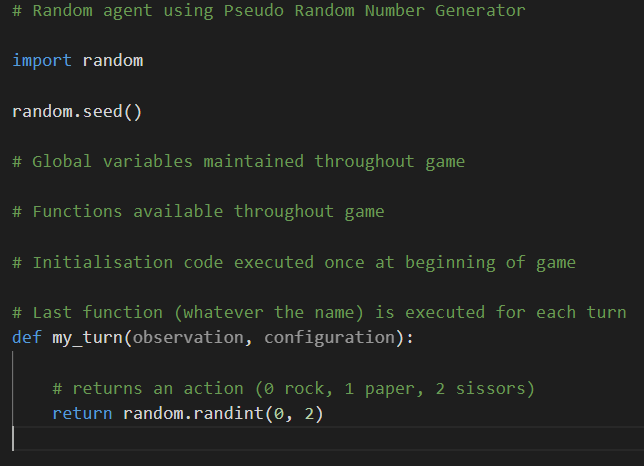 # Random agent using Pseudo Random Number Generator
import random
random.seed()
# Global variables maintained throughout game
# Functions available throughout game
# Initialisation code executed once at beginning of game
# Last function (whatever the name) is executed for each turn
def my_turn(observation, configuration):
# returns an action (0 rock, 1 paper, 2 sissors)
return random.randint(0, 2)